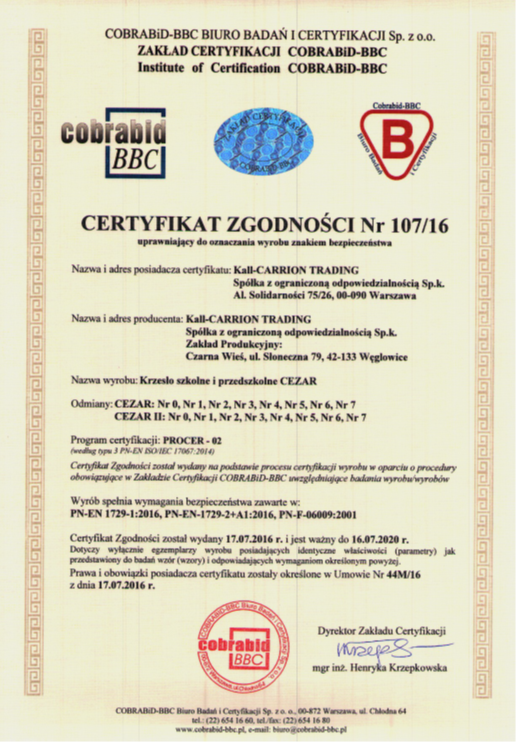 COBRABiD-BBC BIURO BADAŃ I CERTYFIKACJI Sp. z o.o.
ZAKŁAD CERTYFIKACJI COBRABiD-BBC
Institute of Certification COBRABiD-BBC
cobrabid
BBC
ZAKŁAD CERTYFIKACJI
COBRABiD-BBC
Cobrabid-BBC
B
Biuro Badań
i Certyfikacji
CERTYFIKAT ZGODNOŚCI Nr 107/16
uprawniający do oznaczania wyrobu znakiem bezpieczeństwa
Nazwa i adres posiadacza certyfikatu: Kall-CARRION TRADING
Spółka z ograniczoną odpowiedzialnością Sp.k.
Al. Solidarności 75/26, 00-090 Warszawa
Nazwa i adres producenta: Kall-CARRION TRADING
Spółka z ograniczoną odpowiedzialnością Sp.k.
Zakład Produkcyjny:
Czarna Wieś, ul. Słoneczna 79, 42-133 Węglowice
Nazwa wyrobu: Krzesło szkolne i przedszkolne CEZAR
Odmiany: CEZAR: Nr 0, Nr 1, Nr 2, Nr 3, Nr 4, Nr 5, Nr 6, Nr 7
CEZAR II: Nr 0, Nr 1, Nr 2, Nr 3, Nr 4, Nr 5, Nr 6, Nr 7
Program certyfikacji: PROCER - 02
(według typu 5 PN-EN ISO/IEC 17067:2014)
Certyfikat Zgodności został wydany na podstawie procesu certyfikacji wyrobu w oparciu o procedury
obowiązujące w Zakładzie Certyfikacji COBRABiD-BBC uwzględniające badania wyrobu/wyrobów
Wyrób spełnia wymagania bezpieczeństwa zawarte w:
PN-EN 1729-1:2016, PN-EN-1729-2+A1:2016, PN-F-06009:2001
Certyfikat Zgodności został wydany 17.07.2016 r. i jest ważny do 16.07.2020 r.
Dotyczy wyłącznie egzemplarzy wyrobu posiadających identyczne właściwości (parametry) jak
przedstawiony do badań wzór (wzory) i odpowiadających wymaganiom określonym powyżej.
Prawa i obowiązki posiadacza certyfikatu zostały określone w Umowie Nr 44M/16
z dnia 17.07.2016 r.
cobrabid
BBC
Dyrektor Zakładu Certyfikacji
mgr inż. Henryka Krzepkowska
COBRABiD-BBC Biuro Badań i Certyfikacji Sp. z o. o., 00-872 Warszawa, ul. Chłodna 64
tel.: (22) 654 16 60, tel./fax: (22) 654 16 80
www.cobrabid-bbc.pl, e-mail: biuro@cobrabid-bbc.pl